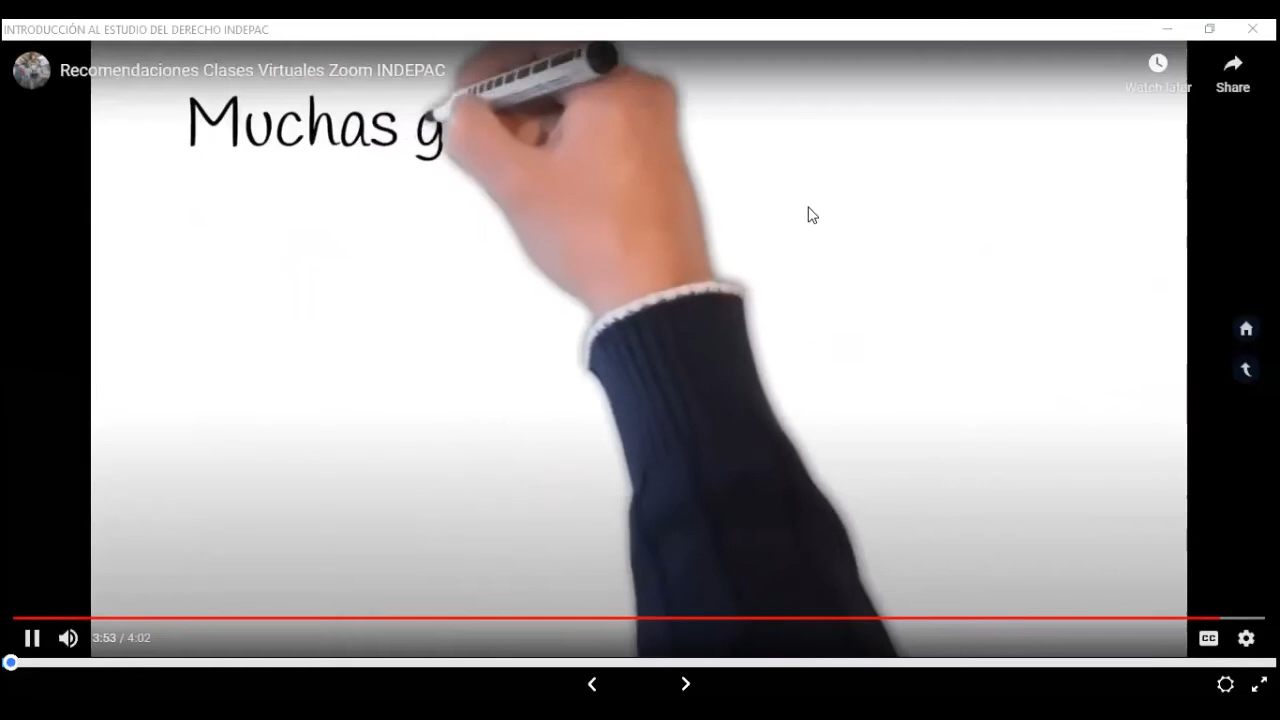 INTRODUCCIÓN AL ESTUDIO DEL DERECHO INDEPAC
Recomendaciones Clases Virtuales Zoom INDEPAC
Watch later
Share
Muchas g
3:53 / 4:02
CC